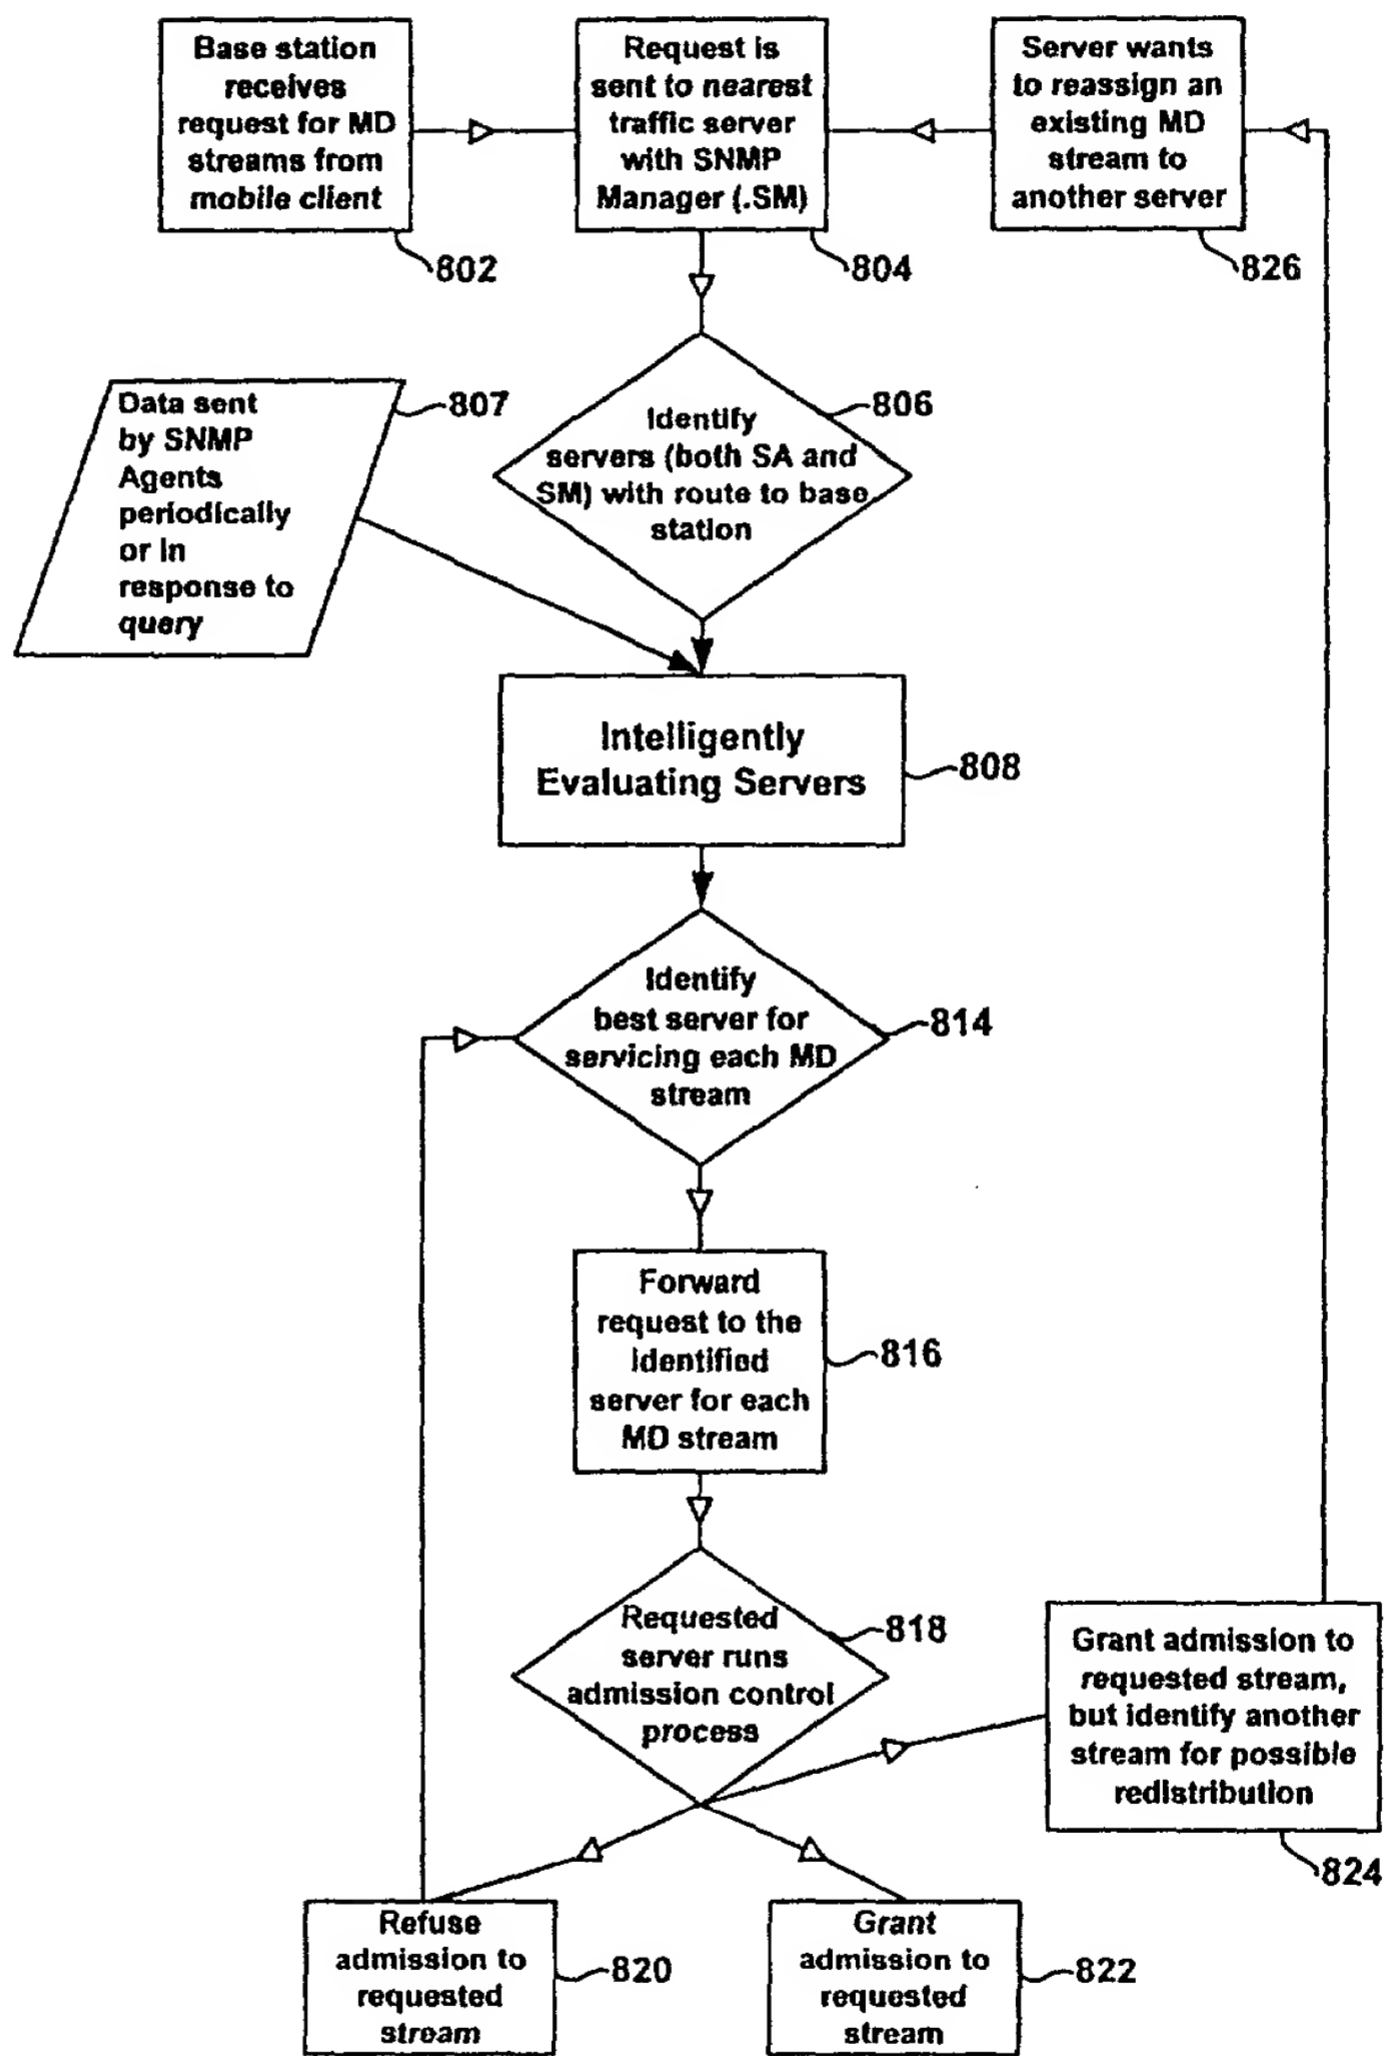 Base station
receives
request for MD
streams from
mobile client
802
Request is
sent to nearest
traffic server
with SNMP
Manager (.SM)
804
Server wants
to reassign an
existing MD
stream to
another server
826
Data sent
by SNMP
Agents
periodically
or in
response to
query
807
Identify
servers (both SA and
SM) with route to base
station
806
Intelligently
Evaluating Servers
808
Identify
best server for
servicing each MD
stream
814
Forward
request to the
identified
server for each
MD stream
816
Requested
server runs
admission control
process
818
Grant admission to
requested stream,
but identify another
stream for possible
redistribution
824
Refuse
admission to
requested
stream
820
Grant
admission to
requested
stream
822